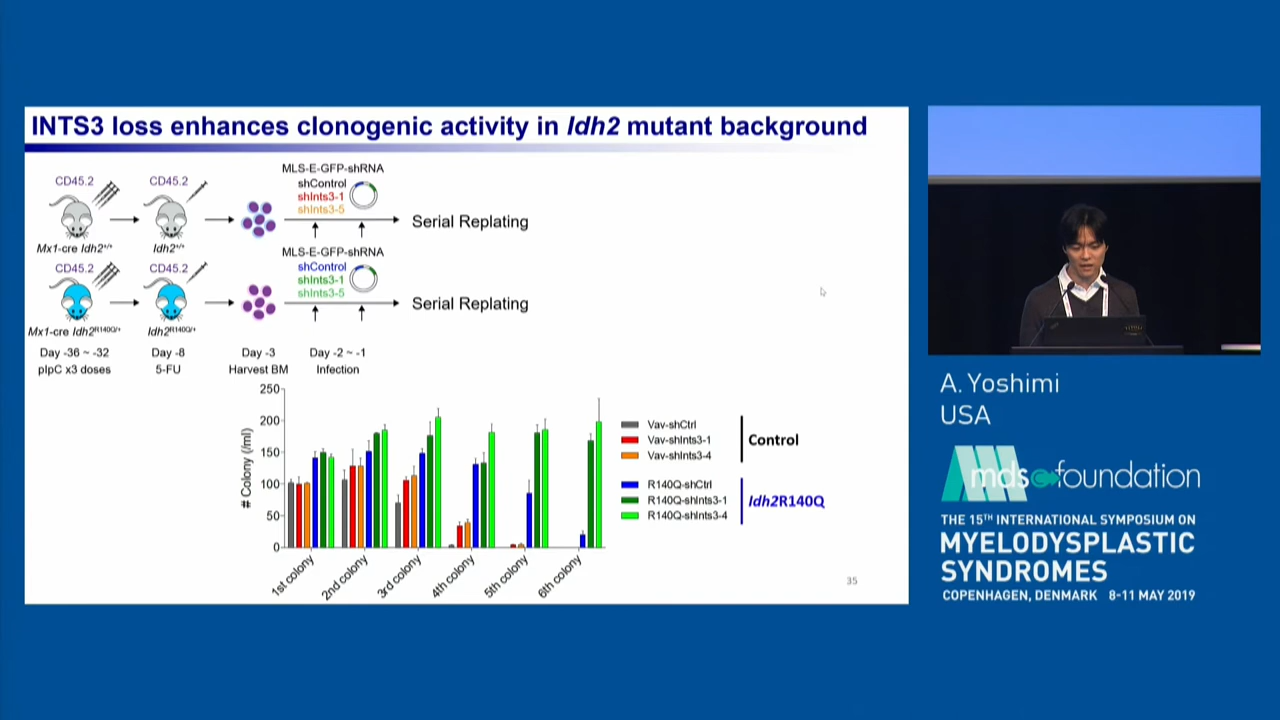 INTS3 loss enhances clonogenic activity in Idh2 mutant background
MLS-E-GFP-shRNA
CD45.2 CD45.2 shControl
shInts3-1
shInts3-5
Serial Replating
Mx1-cre Idh2+/+ Idh2+/+
MLS-E-GFP-shRNA
CD45.2 CD45.2 shControl
shInts3-1
shInts3-5
Serial Replating
Mx1-cre Idh2R140Q/+ Idh2R140Q/+
Day -36 ~ -32 Day -8 Day -3 Day -2 ~ -1
pIpC x3 doses 5-FU Harvest BM Infection
# Colony (/ml)
250
200
150
100
50
0
1st colony
2nd colony
3rd colony
4th colony
5th colony
6th colony
Vav-shCtrl
Vav-shInts3-1
Vav-shInts3-4
Control
R140Q-shCtrl
R140Q-shInts3-1
R140Q-shInts3-4
Idh2R140Q
35
A. Yoshimi
USA
mds foundation
THE 15TH INTERNATIONAL SYMPOSIUM ON
MYELODYSPLASTIC
SYNDROMES
COPENHAGEN, DENMARK 8-11 MAY 2019